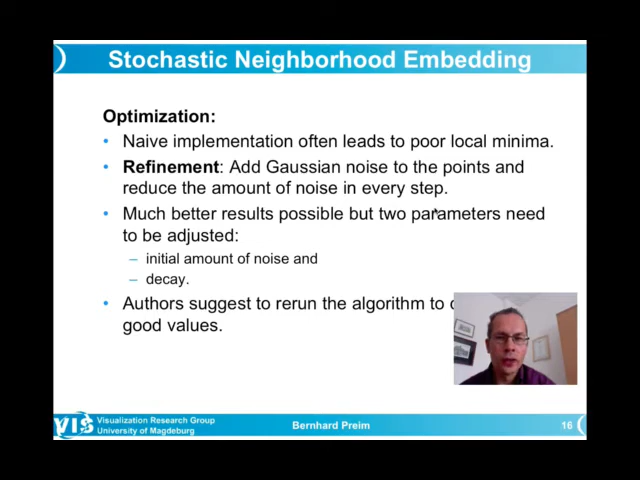 Stochastic Neighborhood Embedding
Optimization:
• Naive implementation often leads to poor local minima.
• Refinement: Add Gaussian noise to the points and
reduce the amount of noise in every step.
• Much better results possible but two parameters need
to be adjusted:
– initial amount of noise and
– decay.
• Authors suggest to rerun the algorithm to
good values.
VIS
Visualization Research Group
University of Magdeburg
Bernhard Preim
16